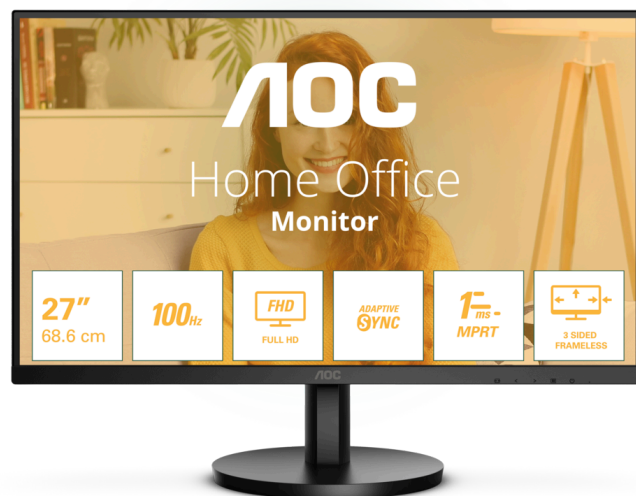 AOC
Home Office
Monitor
27”
68.6 cm
100Hz
FHD
FULL HD
ADAPTIVE
SYNC
1ms
MPRT
3 SIDED
FRAMELESS
AOC